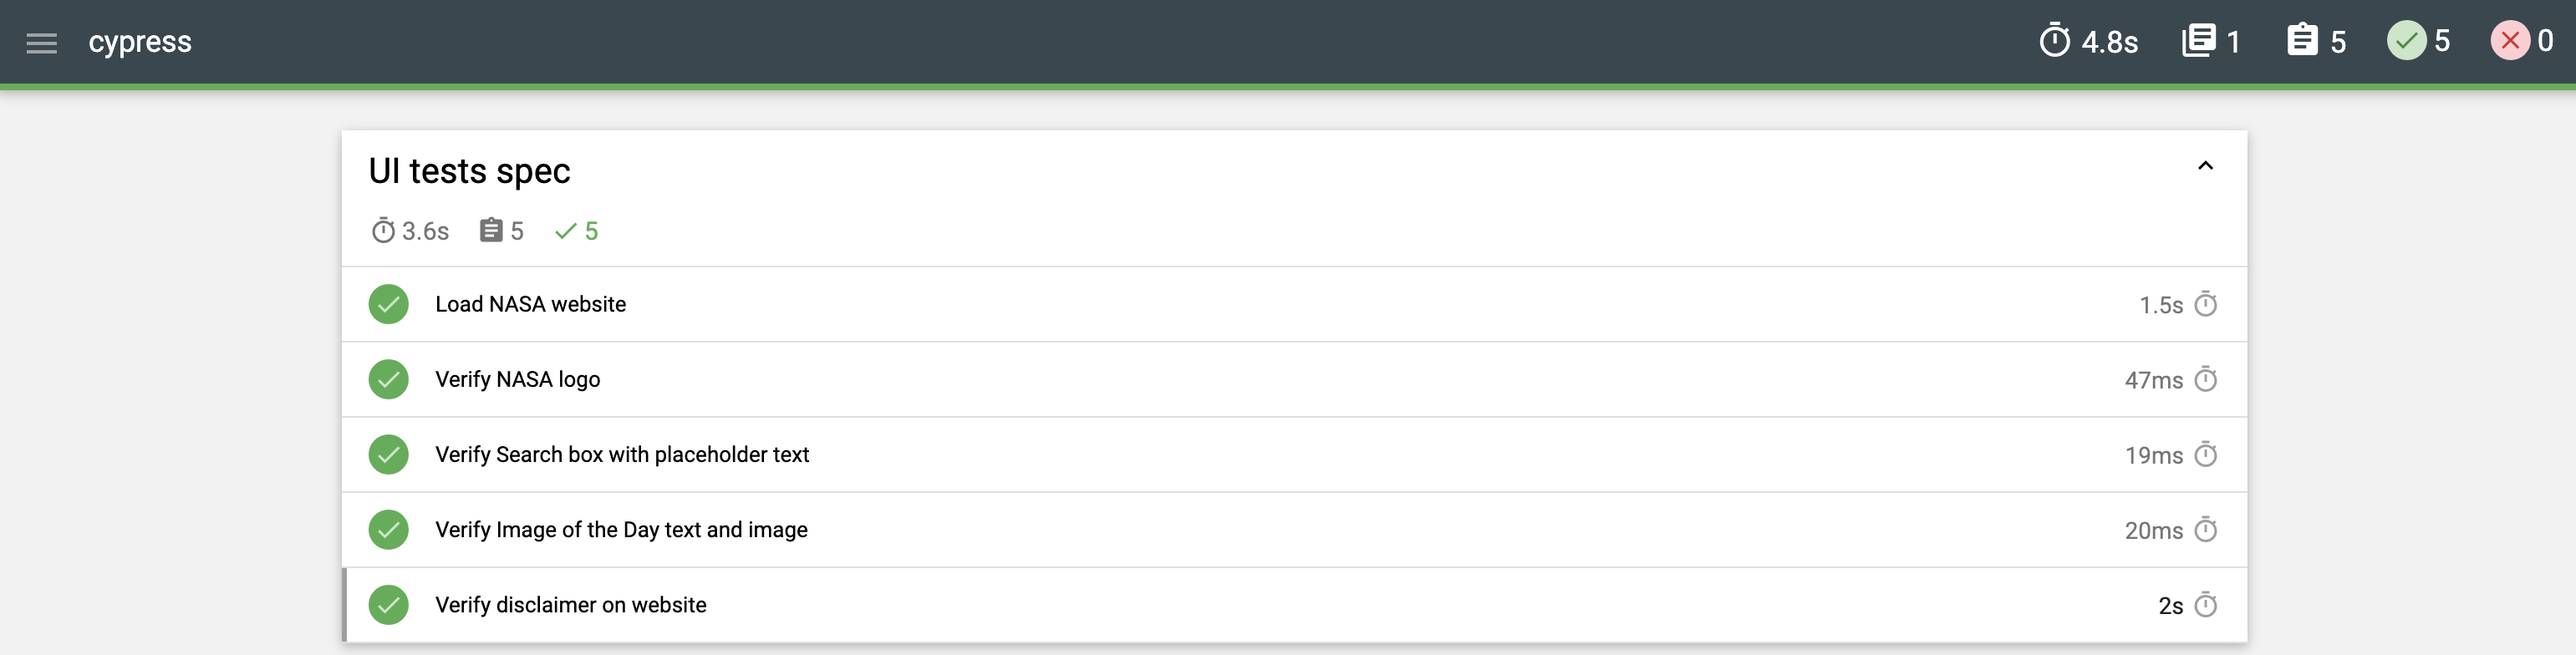 cypress 4.8s 1 5 5 0
UI tests spec
3.6s 5 5
Load NASA website 1.5s
Verify NASA logo 47ms
Verify Search box with placeholder text 19ms
Verify Image of the Day text and image 20ms
Verify disclaimer on website 2s